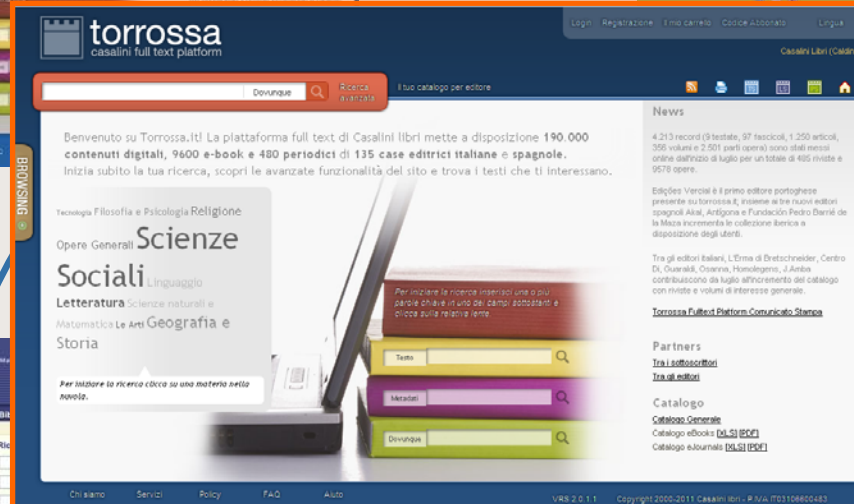 torrossa
casalini full text platform
Login Registrazione Il mio carrello Codice Abbonato Lingua
Casalini Libri (Caldin
Dovunque
Ricerca
avanzata
Il tuo catalogo per editore
BROWSING
Benvenuto su Torrossa.it! La piattaforma full text di Casalini libri mette a disposizione 190.000
contenuti digitali, 9600 e-book e 480 periodici di 135 case editrici italiane e spagnole.
Inizia subito la tua ricerca, scopri le avanzate funzionalità del sito e trova i testi che ti interessano.
Tecnologia Filosofia e Psicologia Religione
Opere Generali Scienze
Sociali Linguaggio
Letteratura Scienze naturali e
Matematica Le Arti Geografia e
Storia
Per iniziare la ricerca clicca su una materia nella
nuvola.
Per iniziare la ricerca inserisci una o più
parole chiave in uno dei campi sottostanti e
clicca sulla relativa lente.
Testo
Metadati
Dovunque
News
4.213 record (9 testate, 97 fascicoli, 1.250 articoli,
356 volumi e 2.501 parti opera) sono stati messi
online dall'inizio di luglio per un totale di 485 riviste e
9578 opere.
Edições Vercial è il primo editore portoghese
presente su torrossa.it; insieme ai tre nuovi editori
spagnoli Akal, Antígona e Fundación Pedro Barrié de
la Maza incrementa le collezione iberica a
disposizione degli utenti.
Tra gli editori italiani, L'Erma di Bretschneider, Centro
Di, Guaraldi, Osanna, Homolegens, J.Amba
contribuiscono da luglio all'incremento del catalogo
con riviste e volumi di interesse generale.
Torrossa Fulltext Platform Comunicato Stampa
Partners
Tra i sottoscrittori
Tra gli editori
Catalogo
Catalogo Generale
Catalogo eBooks [XLS] [PDF]
Catalogo eJournals [XLS] [PDF]
Chi siamo Servizi Policy FAQ Aiuto
VRS 2.0.1.1 Copyright 2000-2011 Casalini libri - P.IVA IT03106600483